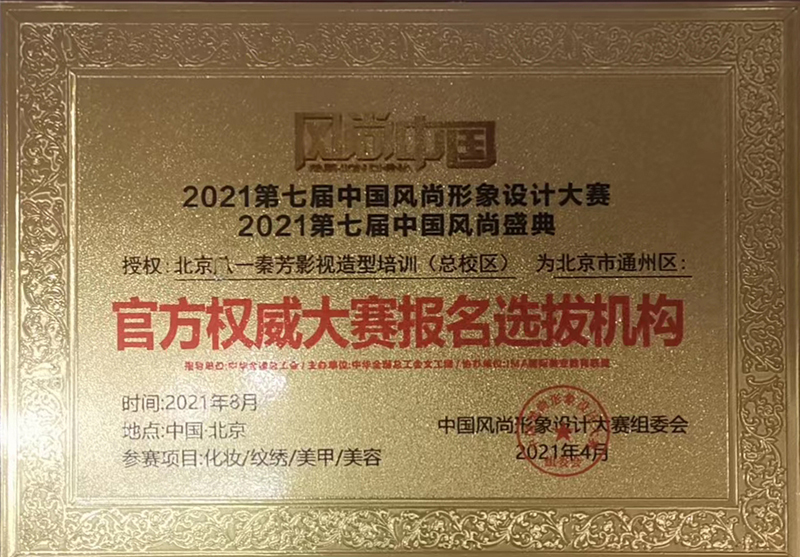 风尚中国
2021第七届中国风尚形象设计大赛
2021第七届中国风尚盛典
授权:北京八一秦芳影视造型培训（总校区） 为北京市通州区:
官方权威大赛报名选拔机构
时间:2021年8月
地点:中国·北京
参赛项目:化妆/纹绣/美甲/美容
中国风尚形象设计大赛组委会
2021年4月